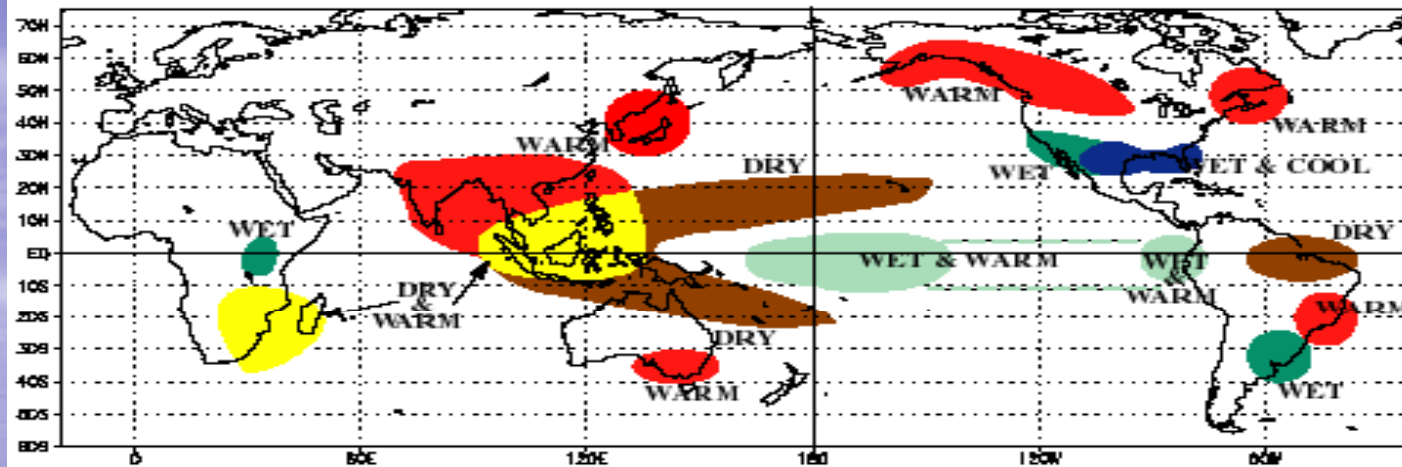 70N
60N
WARM
50N
WARM
40N
WARM
30N
DRY
WET
WET & COOL
20N
10N
WET
DRY
EQ
WET & WARM
WET
&
WARM
10S
DRY
&
WARM
20S
WARM
30S
DRY
40S
WARM
WET
50S
60S
0
60E
120E
180
120W
60W